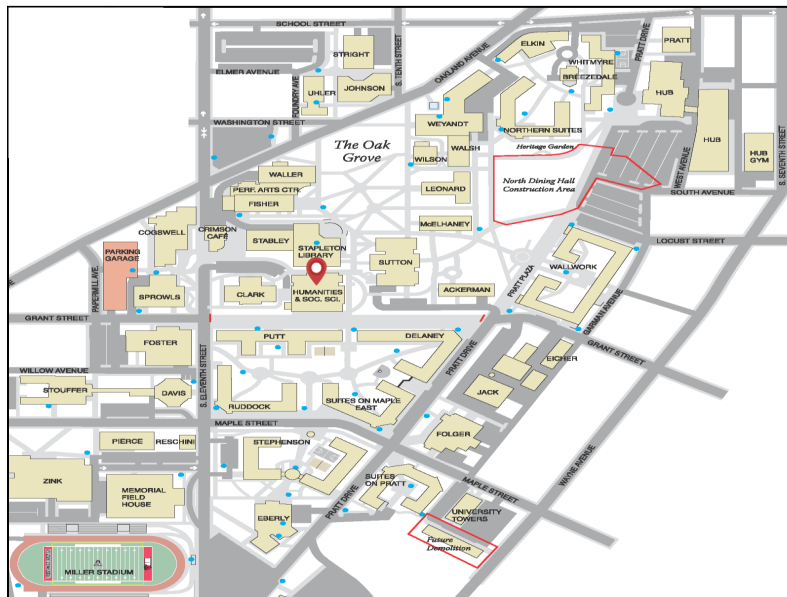 SCHOOL STREET
PRATT
ELKIN
PRATT DRIVE
STRIGHT
S. TENTH STREET
OAKLAND AVENUE
WHITMYRE
ELMER AVENUE
BREEZEDALE
FOUNDRY AVE
UHLER
JOHNSON
HUB
WASHINGTON STREET
WEYANDT
NORTHERN SUITES
HUB
The Oak
Grove
WALSH
Heritage Garden
WILSON
HUB
GYM
S. SEVENTH STREET
WEST AVENUE
WALLER
PERF. ARTS CTR.
LEONARD
North Dining Hall
Construction Area
SOUTH AVENUE
FISHER
McELHANEY
COGSWELL
CRIMSON
CAFÉ
STABLEY
STAPLETON
LIBRARY
LOCUST STREET
PARKING
GARAGE
SUTTON
WALLWORK
PRATT PLAZA
PAPERMILL AVE.
SPROWLS
CLARK
HUMANITIES
& SOC. SCI.
ACKERMAN
GARMAN AVENUE
GRANT STREET
FOSTER
PUTT
DELANEY
GRANT STREET
EICHER
WILLOW AVENUE
S. ELEVENTH STREET
PRATT DRIVE
STOUFFER
DAVIS
JACK
RUDDOCK
SUITES ON MAPLE
EAST
MAPLE STREET
FOLGER
PIERCE
RESCHINI
STEPHENSON
WAYNE AVENUE
ZINK
SUITES
ON PRATT
MAPLE STREET
MEMORIAL
FIELD
HOUSE
PRATT DRIVE
EBERLY
UNIVERSITY
TOWERS
Future
Demolition
MILLER STADIUM